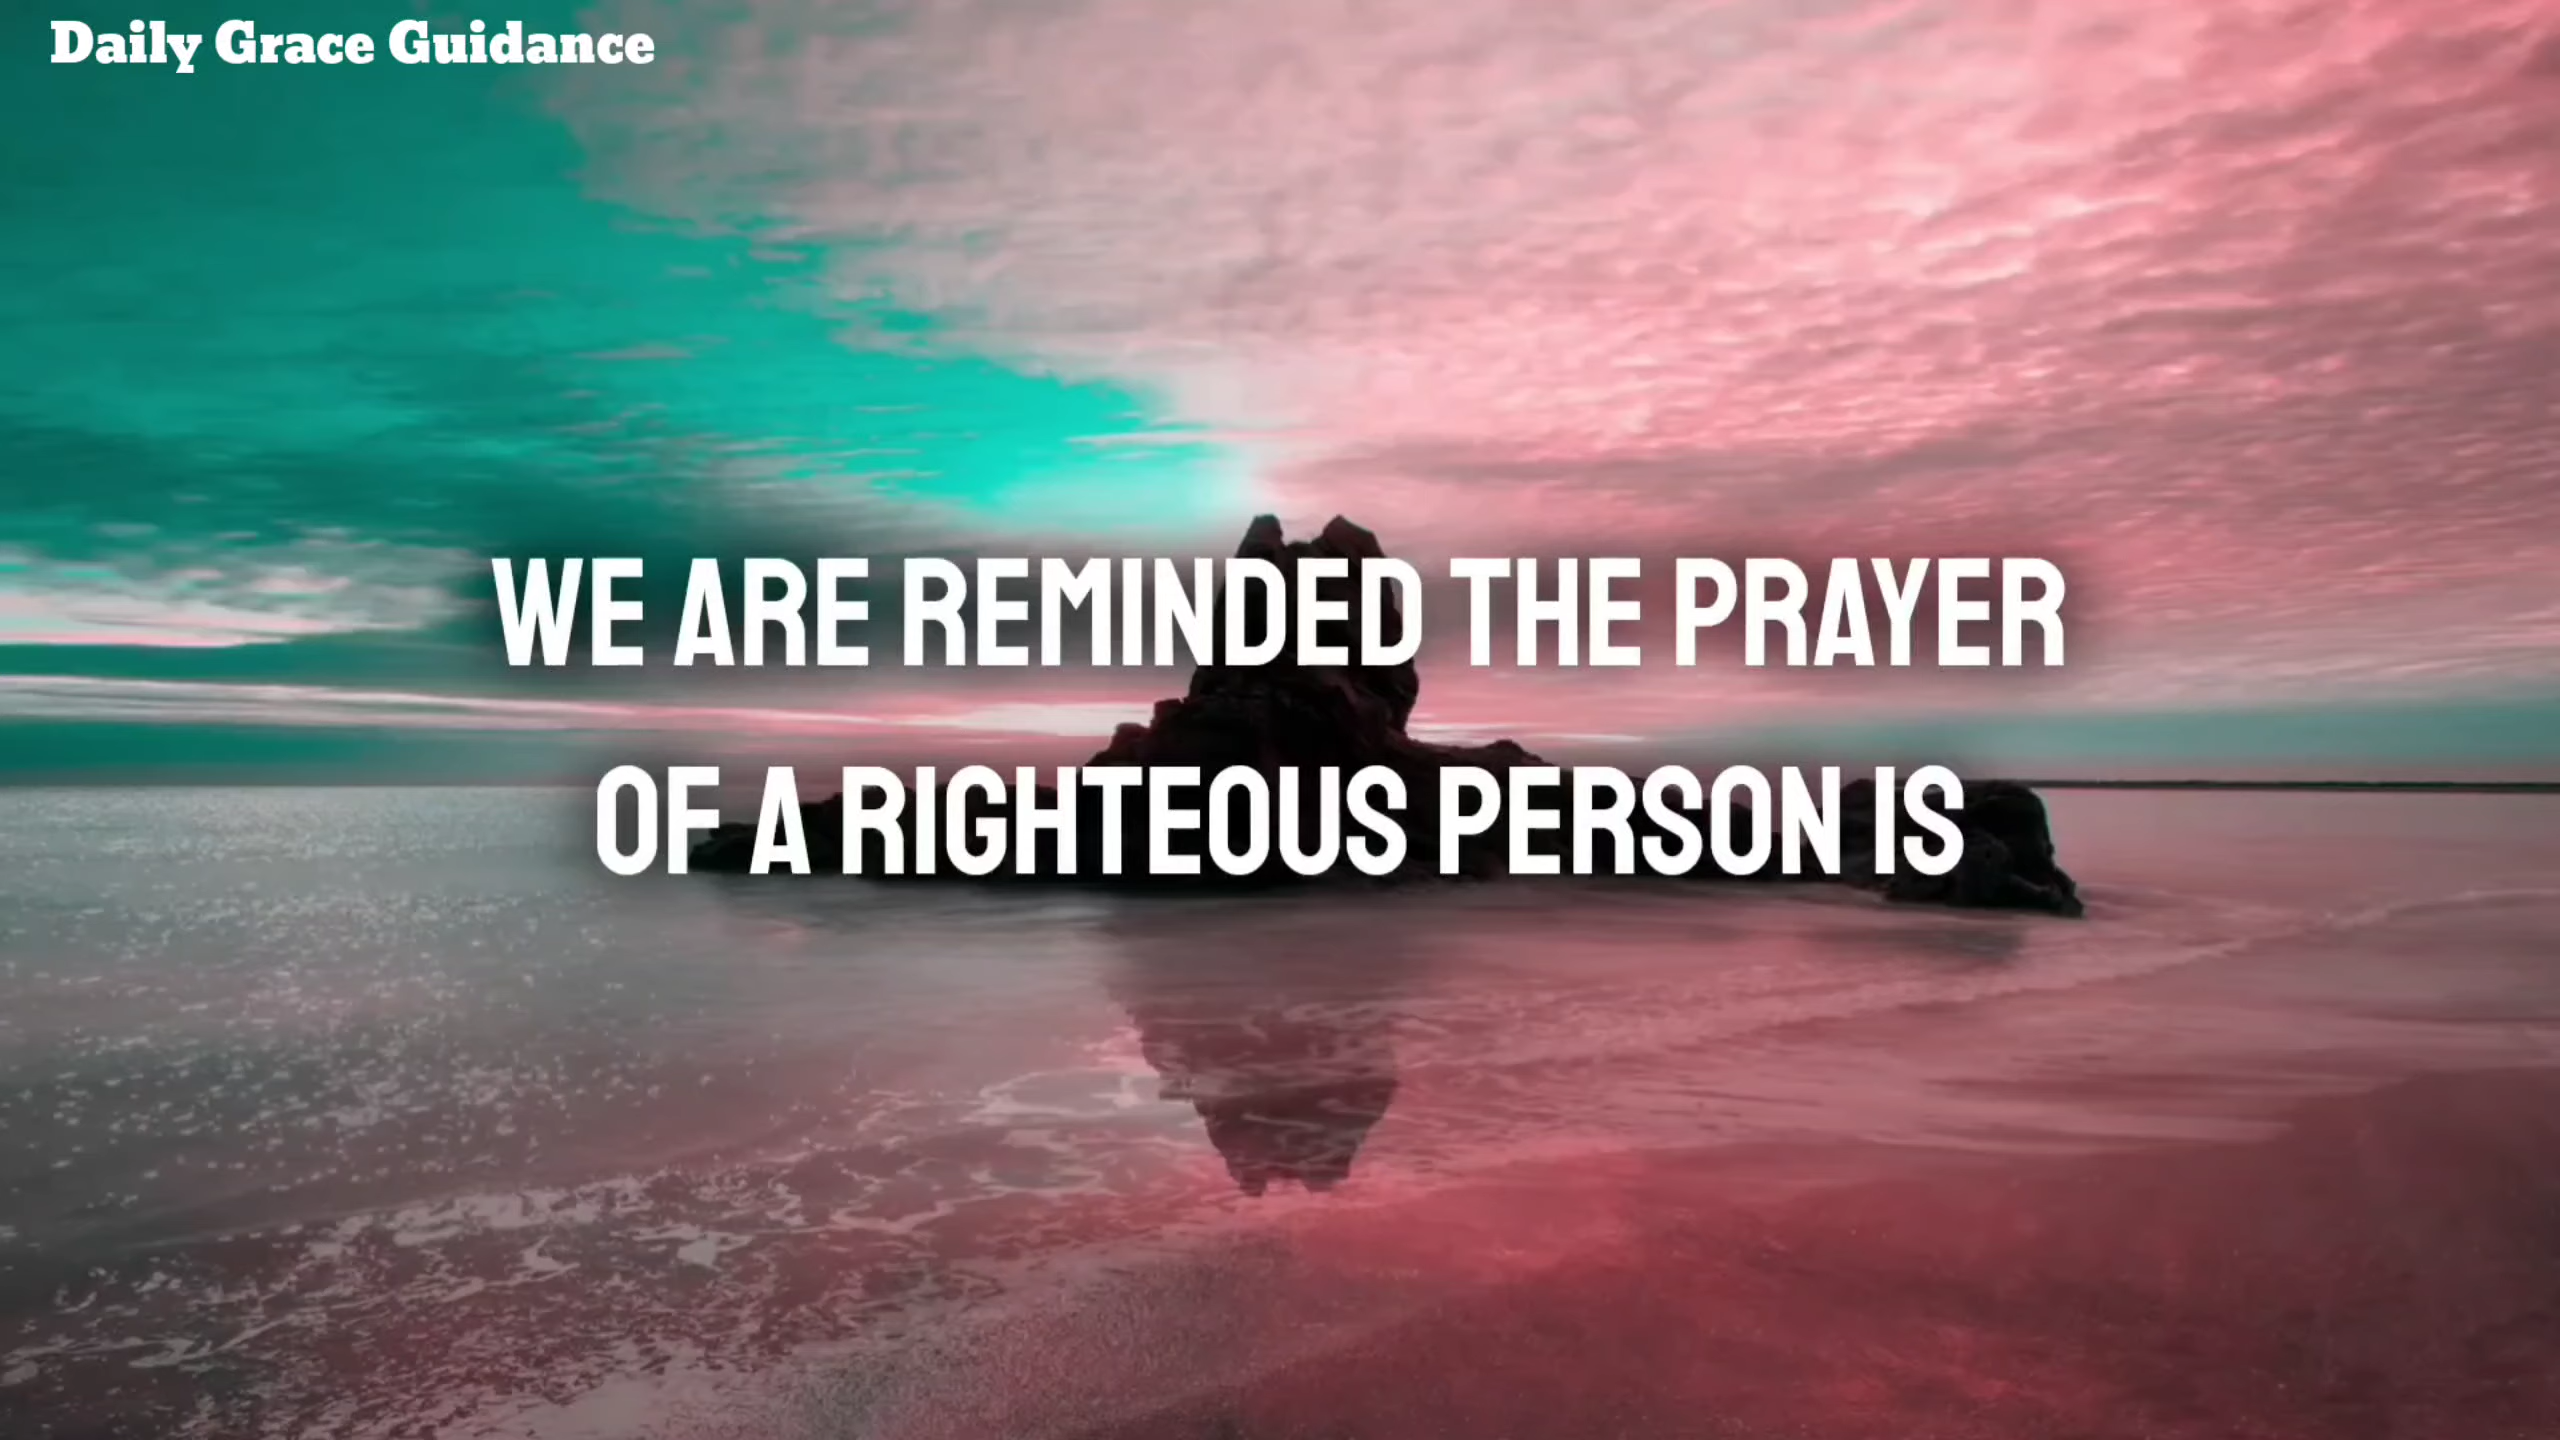 Daily Grace Guidance
WE ARE REMINDED THE PRAYER
OF A RIGHTEOUS PERSON IS